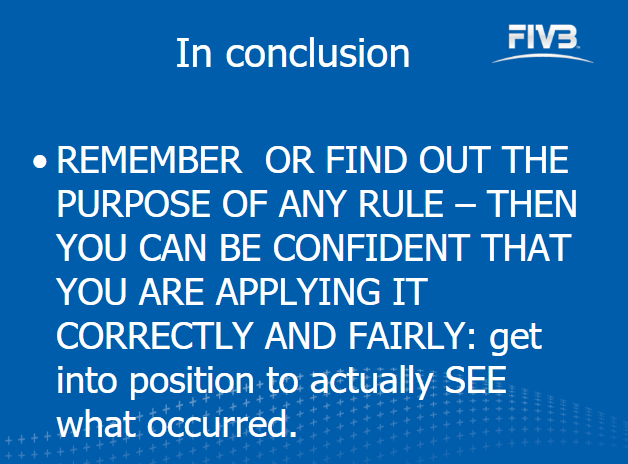 In conclusion
FIVB
• REMEMBER  OR FIND OUT THE
PURPOSE OF ANY RULE – THEN
YOU CAN BE CONFIDENT THAT
YOU ARE APPLYING IT
CORRECTLY AND FAIRLY: get
into position to actually SEE
what occurred.